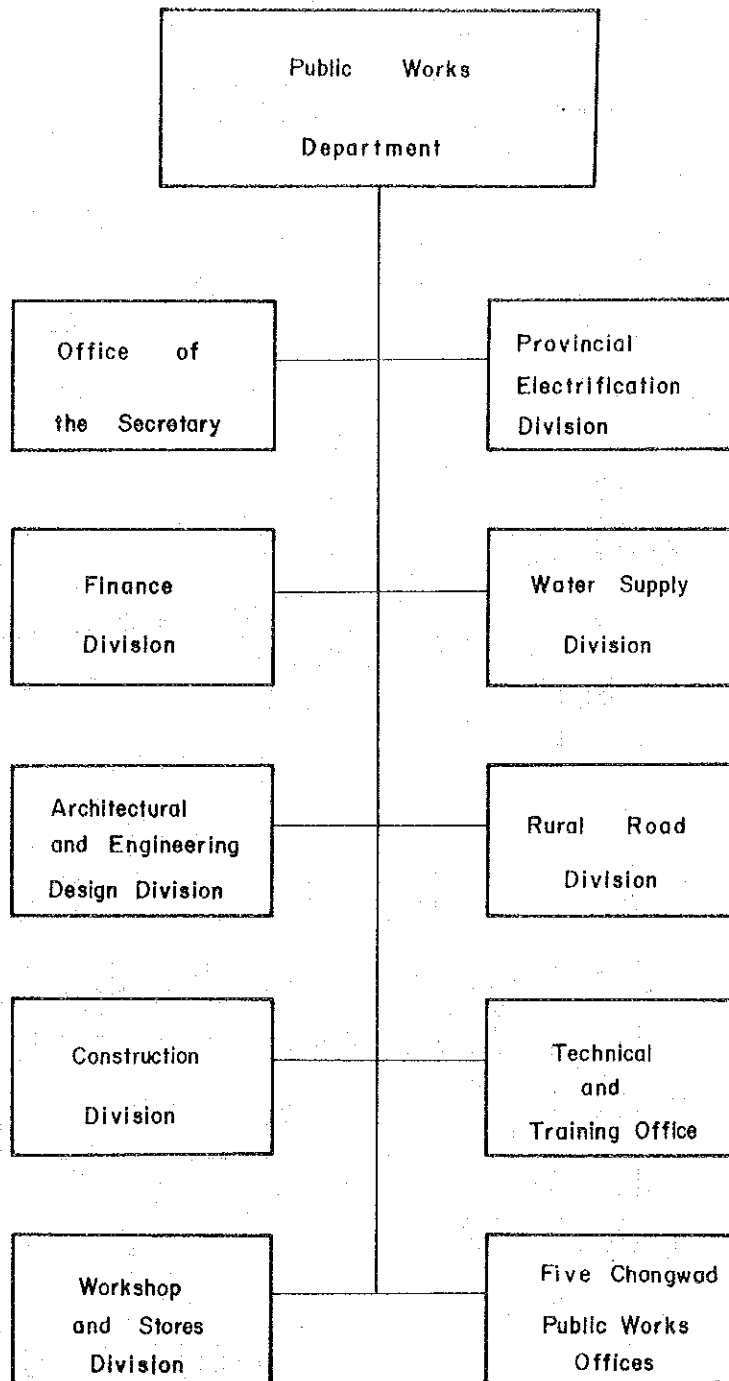 Public Works
Department
Office of
the Secretary
Provincial
Electrification
Division
Finance
Division
Water Supply
Division
Architectural
and Engineering
Design Division
Rural Road
Division
Construction
Division
Technical
and
Training Office
Workshop
and Stores
Division
Five Changwad
Public Works
Offices